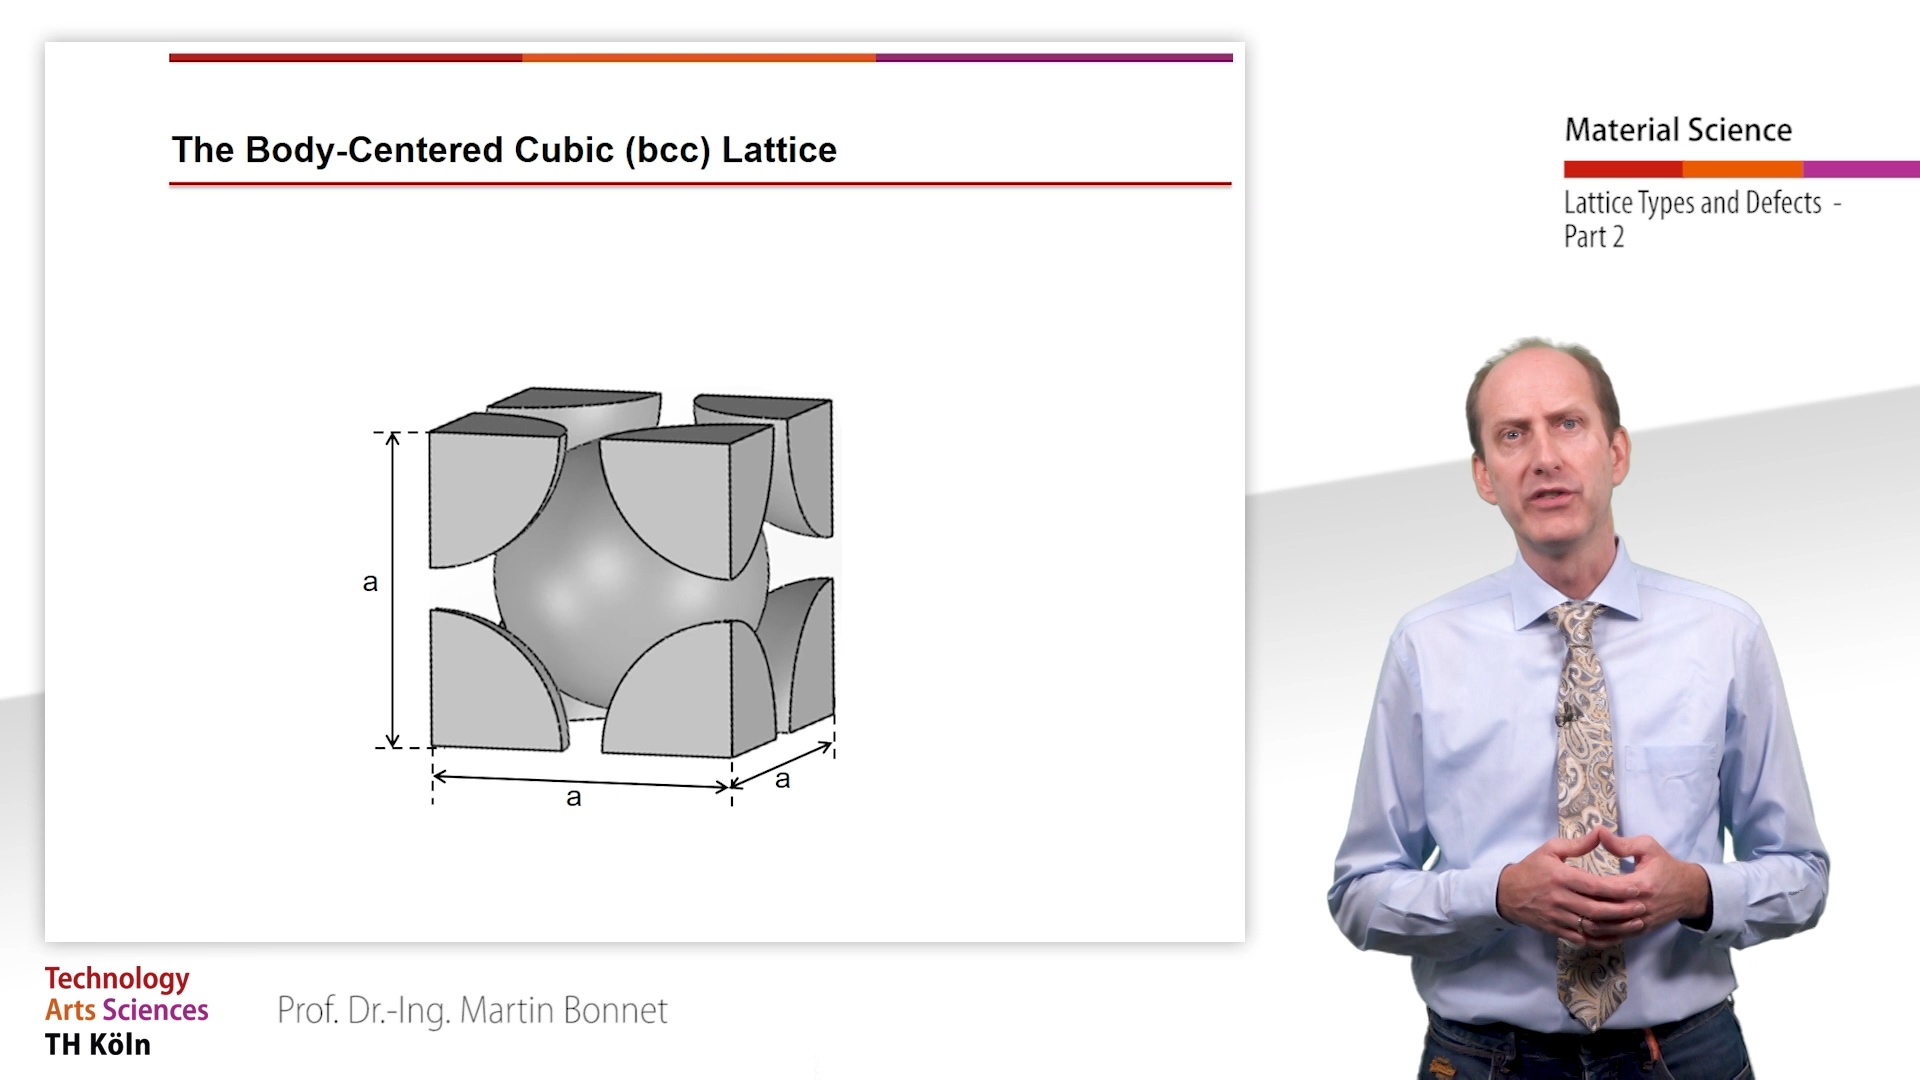 The Body-Centered Cubic (bcc) Lattice
a
a
a
Material Science
Lattice Types and Defects -
Part 2
Technology
Arts Sciences
TH Köln
Prof. Dr.-Ing. Martin Bonnet